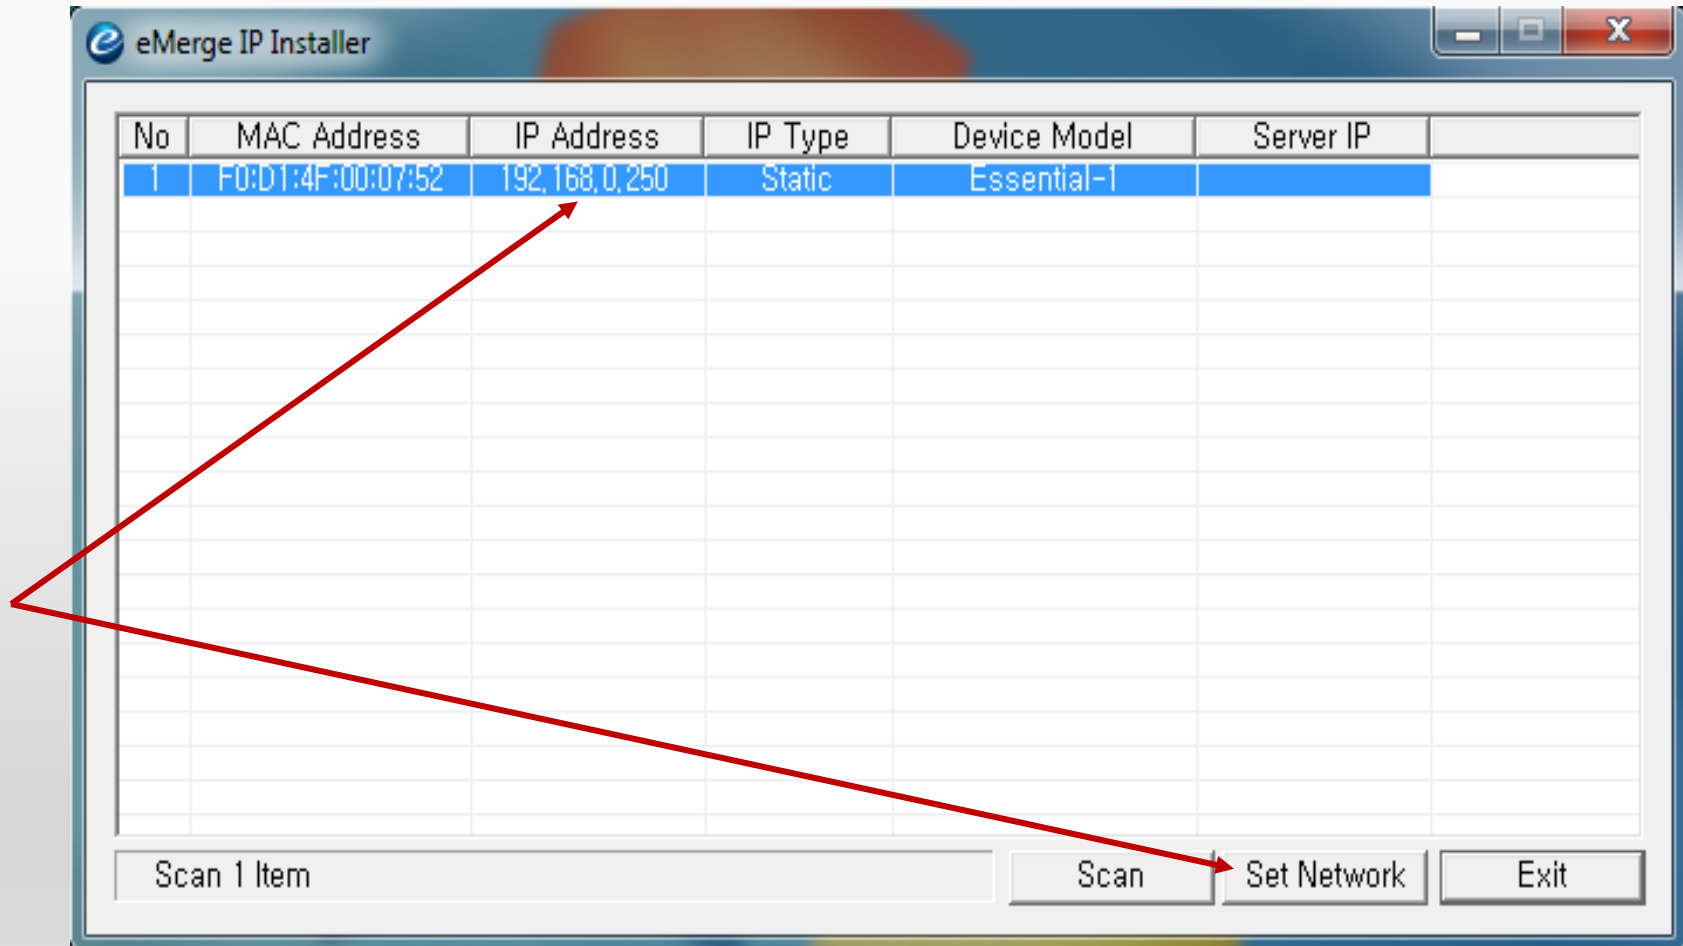 eMerge IP Installer
No MAC Address IP Address IP Type Device Model Server IP
1 F0:D1:4F:00:07:52 192,168,0,250 Static Essential-1
Scan 1 Item Scan Set Network Exit